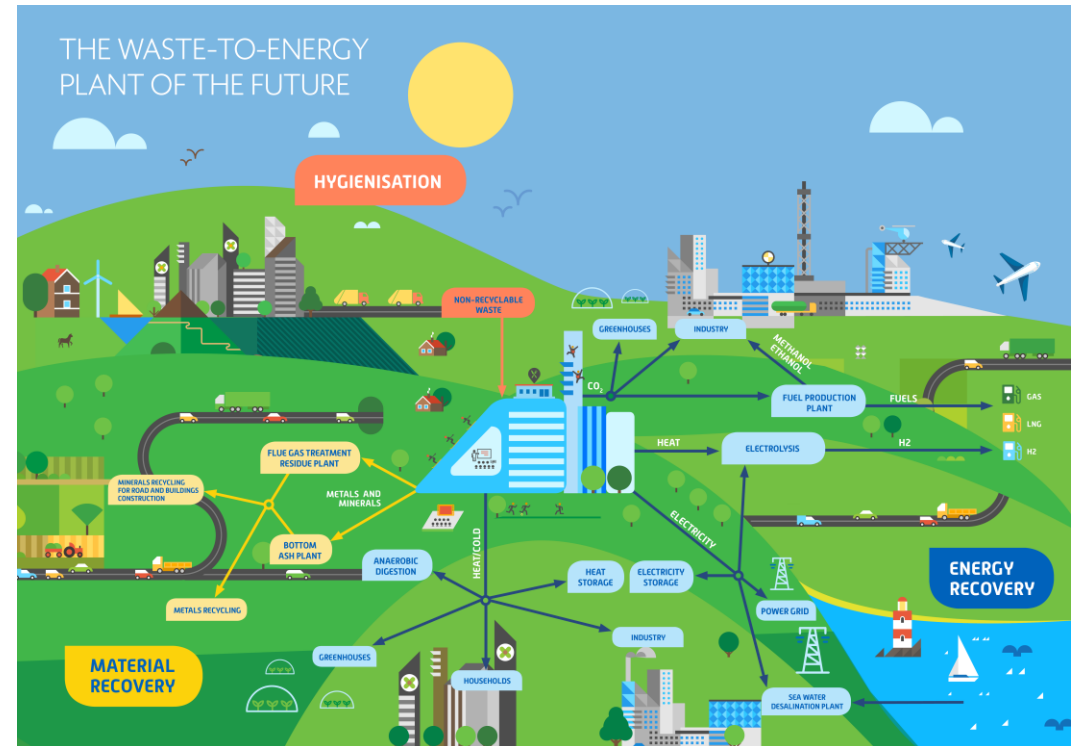 THE WASTE-TO-ENERGY
PLANT OF THE FUTURE
HYGIENISATION
NON-RECYCLABLE
WASTE
GREENHOUSES
INDUSTRY
METHANOL
ETHANOL
CO₂
FUEL PRODUCTION
PLANT
FUELS
GAS
LNG
H2
HEAT
ELECTROLYSIS
H2
FLUE GAS TREATMENT
RESIDUE PLANT
MINERALS RECYCLING
FOR ROAD AND BUILDINGS
CONSTRUCTION
METALS AND
MINERALS
BOTTOM
ASH PLANT
METALS RECYCLING
ELECTRICITY
HEAT/COLD
ANAEROBIC
DIGESTION
HEAT
STORAGE
ELECTRICITY
STORAGE
POWER GRID
ENERGY
RECOVERY
INDUSTRY
GREENHOUSES
HOUSEHOLDS
MATERIAL
RECOVERY
SEA WATER
DESALINATION PLANT